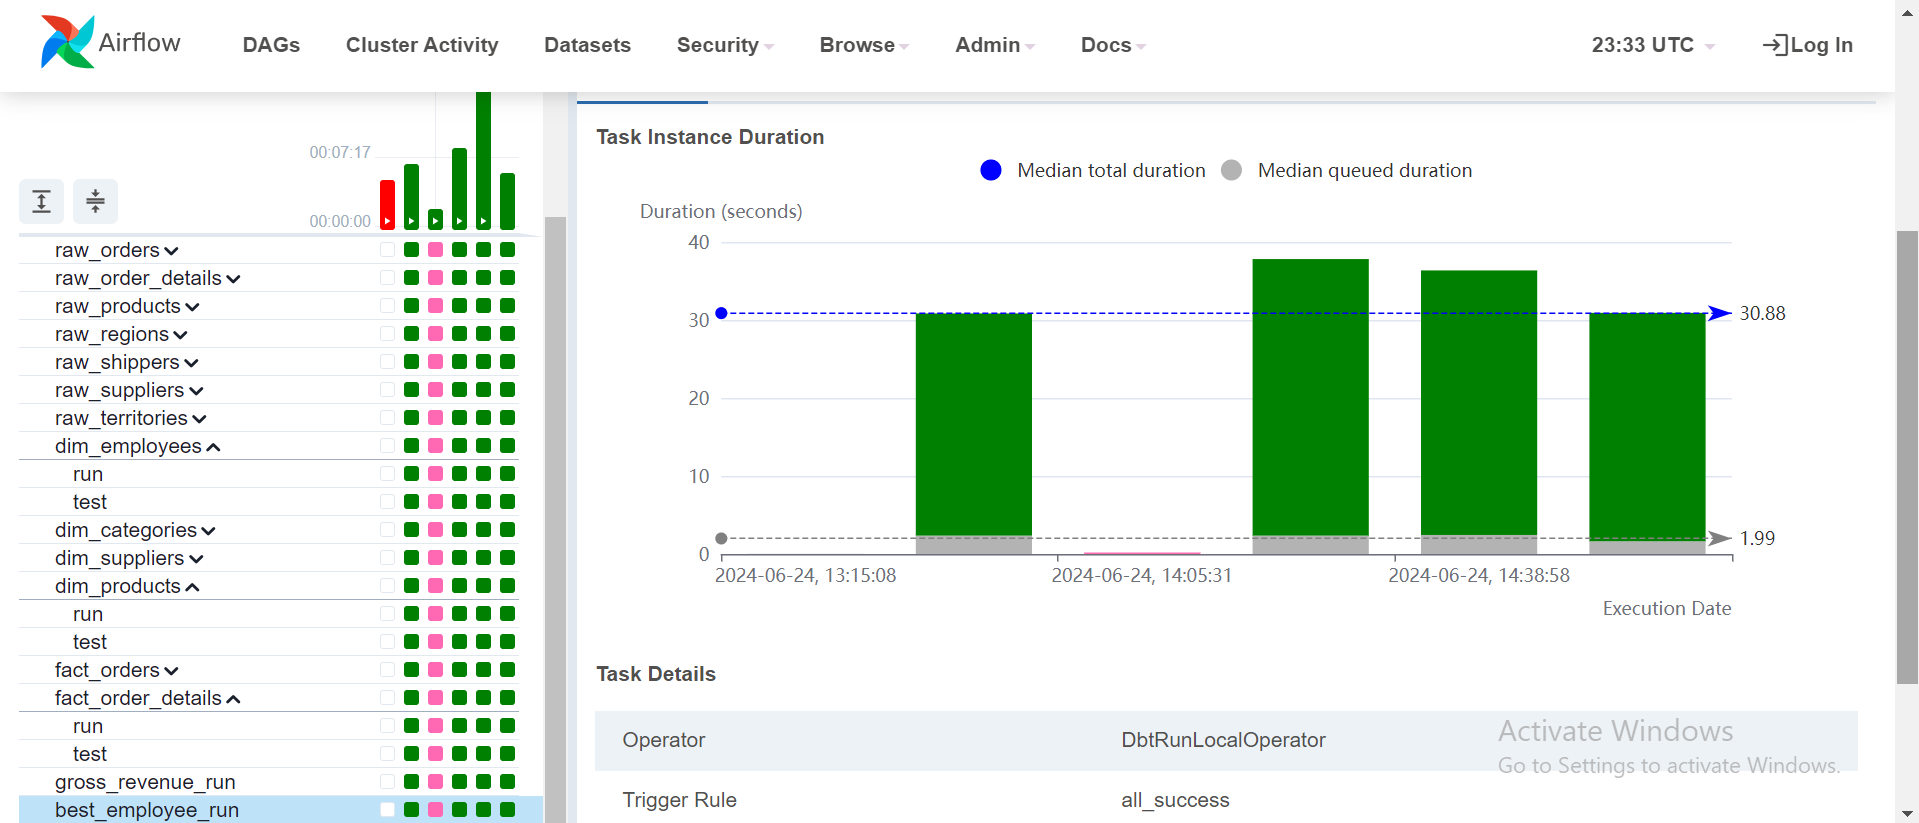 Airflow
DAGs Cluster Activity Datasets Security Browse Admin Docs 23:33 UTC Log In
00:07:17
00:00:00
raw_orders
raw_order_details
raw_products
raw_regions
raw_shippers
raw_suppliers
raw_territories
dim_employees
run
test
dim_categories
dim_suppliers
dim_products
run
test
fact_orders
fact_order_details
run
test
gross_revenue_run
best_employee_run
Task Instance Duration
Median total duration Median queued duration
Duration (seconds)
40
30
20
10
0
30.88
1.99
2024-06-24, 13:15:08 2024-06-24, 14:05:31 2024-06-24, 14:38:58
Execution Date
Task Details
Operator DbtRunLocalOperator
Trigger Rule all_success
Activate Windows
Go to Settings to activate Windows.